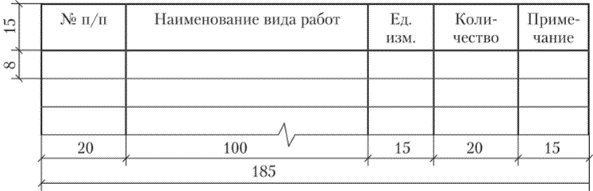 № п/п Наименование вида работ Ед. Коли- Приме-
изм. чество чание
15
8
20 100 15 20 15
185